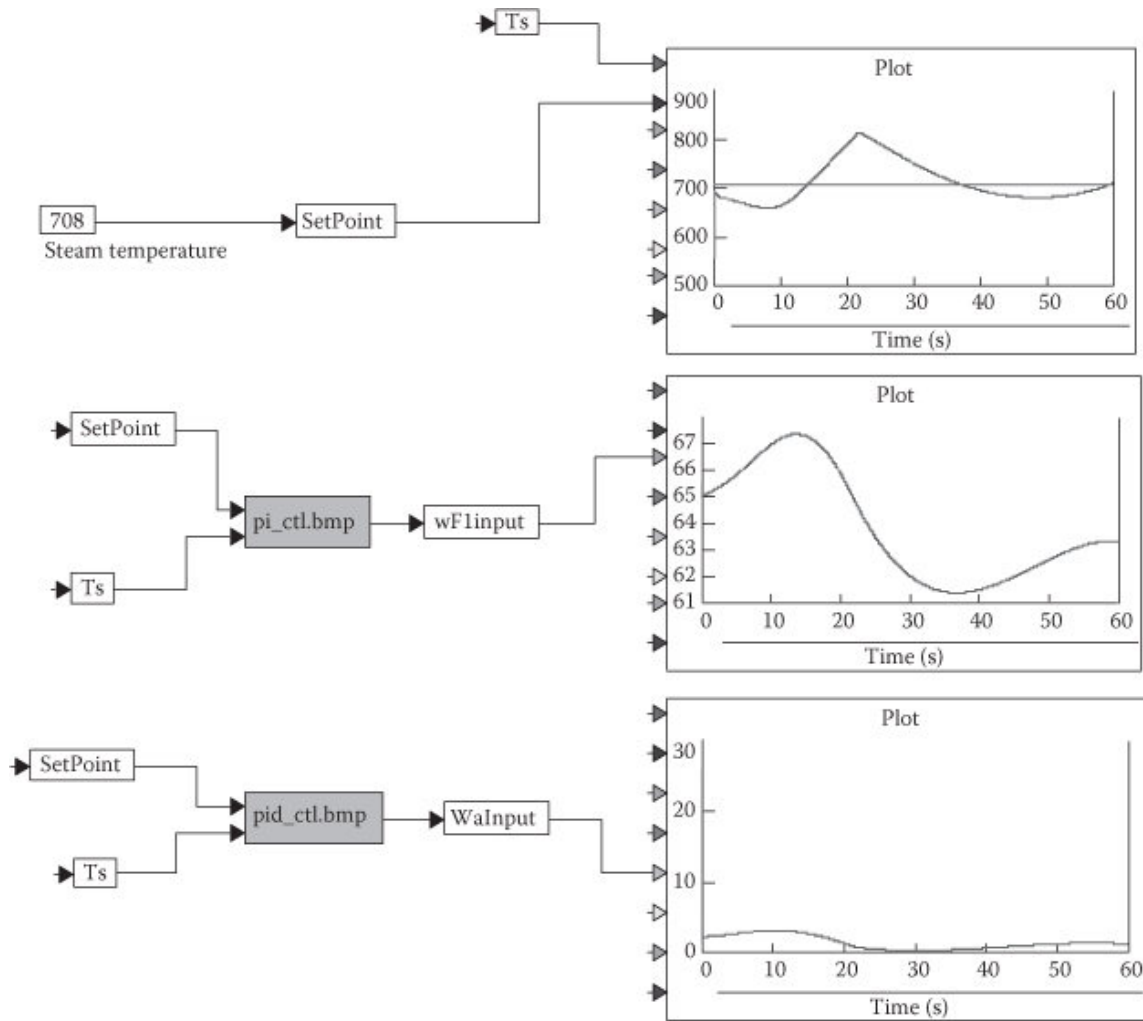 Ts
Plot
900
800
700
600
500
0 10 20 30 40 50 60
Time (s)
708
SetPoint
Steam temperature
Plot
67
66
65
64
63
62
61
0 10 20 30 40 50 60
Time (s)
SetPoint
pi_ctl.bmp
wF1input
Ts
Plot
30
20
10
0
0 10 20 30 40 50 60
Time (s)
SetPoint
pid_ctl.bmp
WaInput
Ts